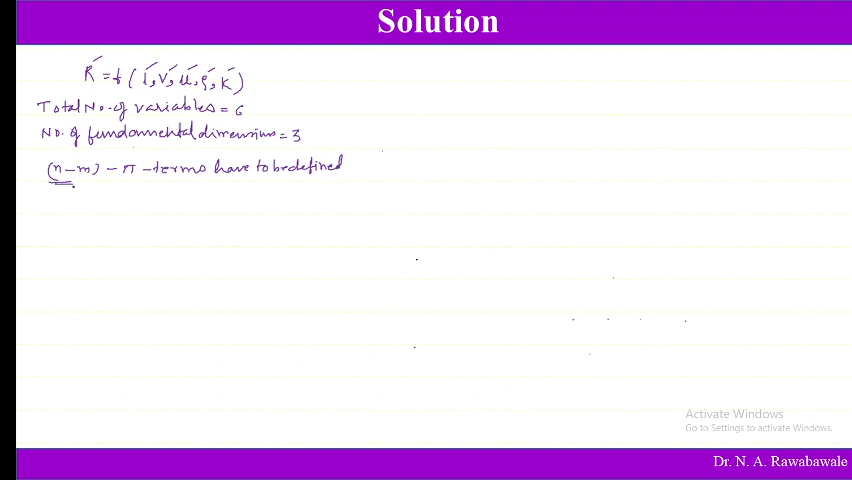 Solution
R = f ( l, V, μ, ρ, K )
Total No. of variables = 6
No. of fundamental dimensions = 3
(n-m) - π - terms have to be defined
Activate Windows
Go to Settings to activate Windows.
Dr. N. A. Rawabawale